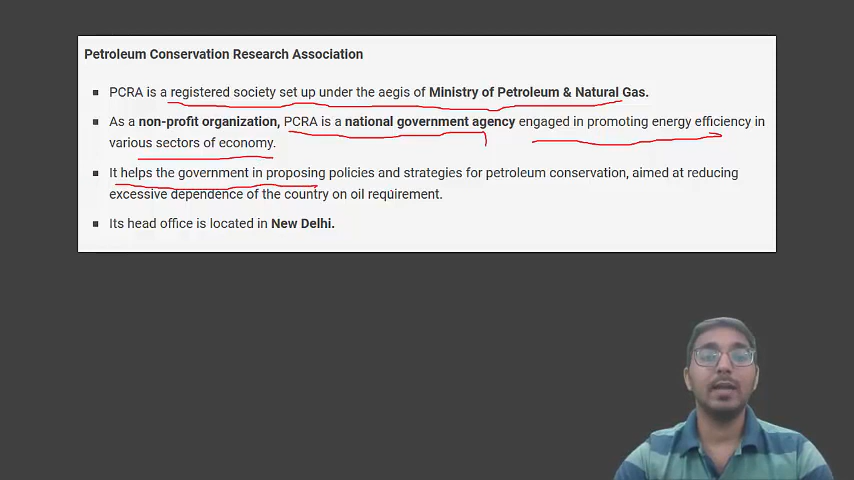 Petroleum Conservation Research Association
PCRA is a registered society set up under the aegis of Ministry of Petroleum & Natural Gas.
As a non-profit organization, PCRA is a national government agency engaged in promoting energy efficiency in
various sectors of economy.
It helps the government in proposing policies and strategies for petroleum conservation, aimed at reducing
excessive dependence of the country on oil requirement.
Its head office is located in New Delhi.